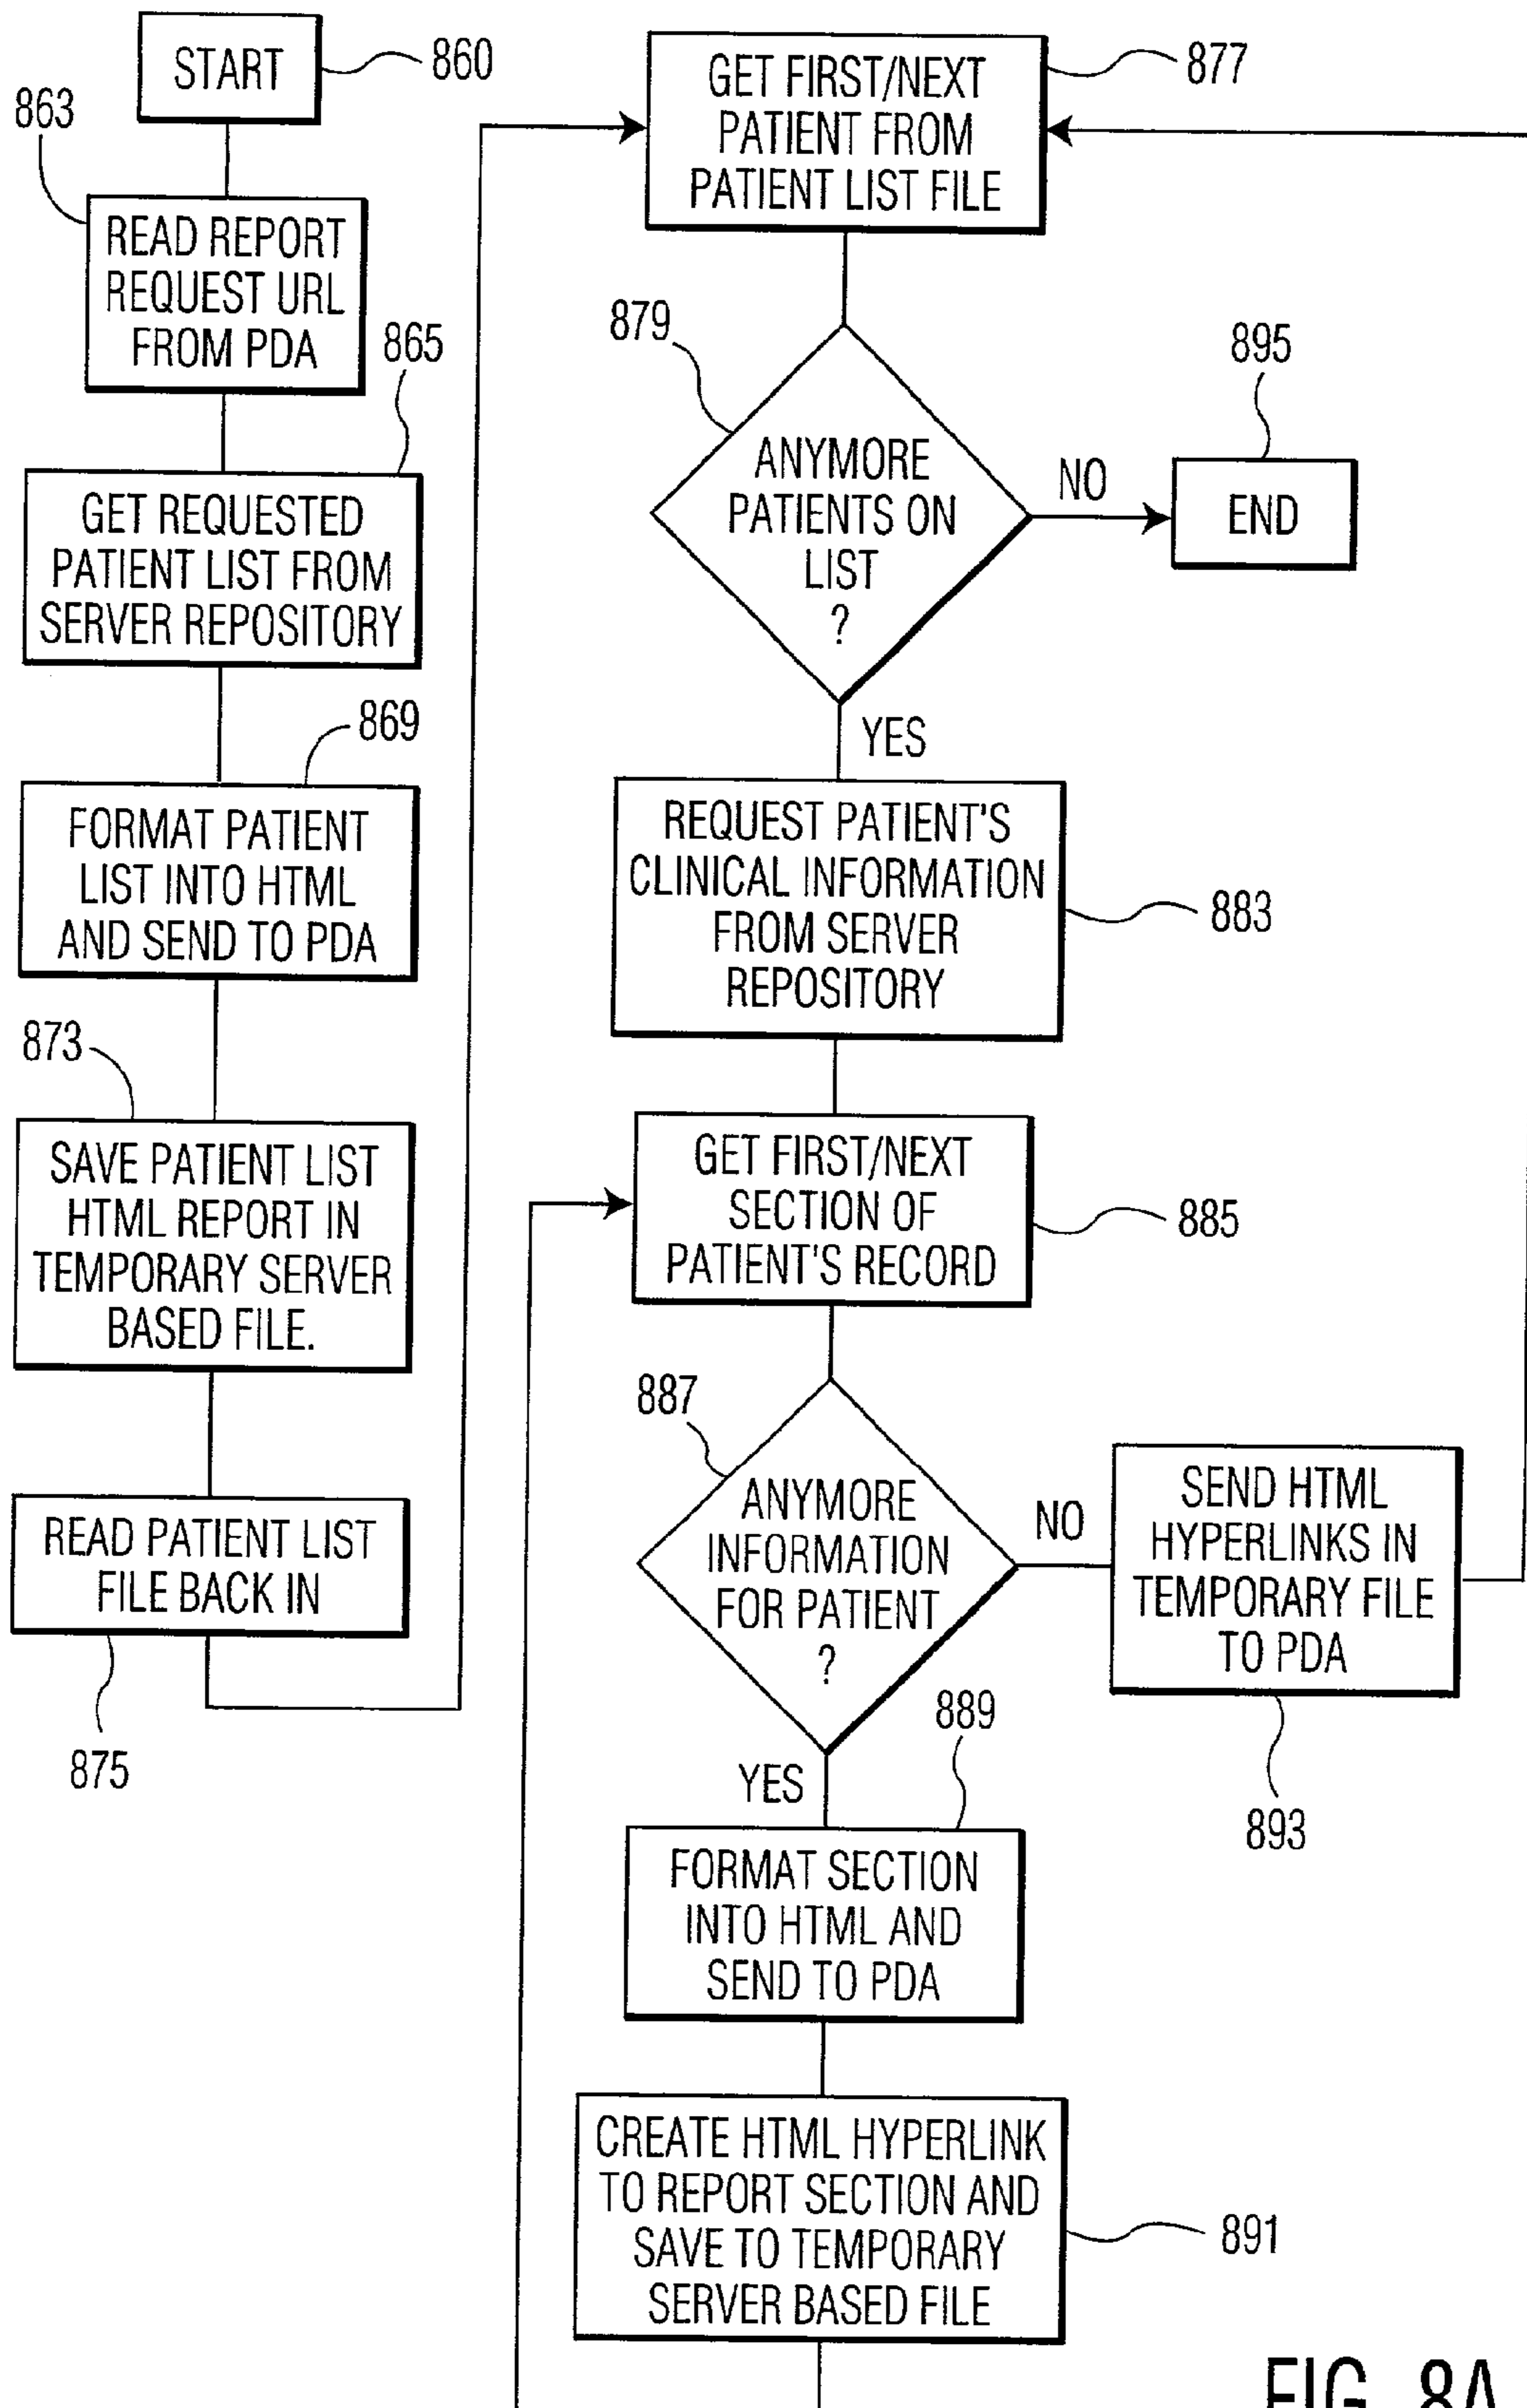 START
860
863
READ REPORT
REQUEST URL
FROM PDA
865
GET REQUESTED
PATIENT LIST FROM
SERVER REPOSITORY
869
FORMAT PATIENT
LIST INTO HTML
AND SEND TO PDA
873
SAVE PATIENT LIST
HTML REPORT IN
TEMPORARY SERVER
BASED FILE.
READ PATIENT LIST
FILE BACK IN
875
GET FIRST/NEXT
PATIENT FROM
PATIENT LIST FILE
877
879
ANYMORE
PATIENTS ON
LIST
?
NO
895
END
YES
REQUEST PATIENT'S
CLINICAL INFORMATION
FROM SERVER
REPOSITORY
883
GET FIRST/NEXT
SECTION OF
PATIENT'S RECORD
885
887
ANYMORE
INFORMATION
FOR PATIENT
?
NO
SEND HTML
HYPERLINKS IN
TEMPORARY FILE
TO PDA
893
YES
889
FORMAT SECTION
INTO HTML AND
SEND TO PDA
CREATE HTML HYPERLINK
TO REPORT SECTION AND
SAVE TO TEMPORARY
SERVER BASED FILE
891
FIG. 8A